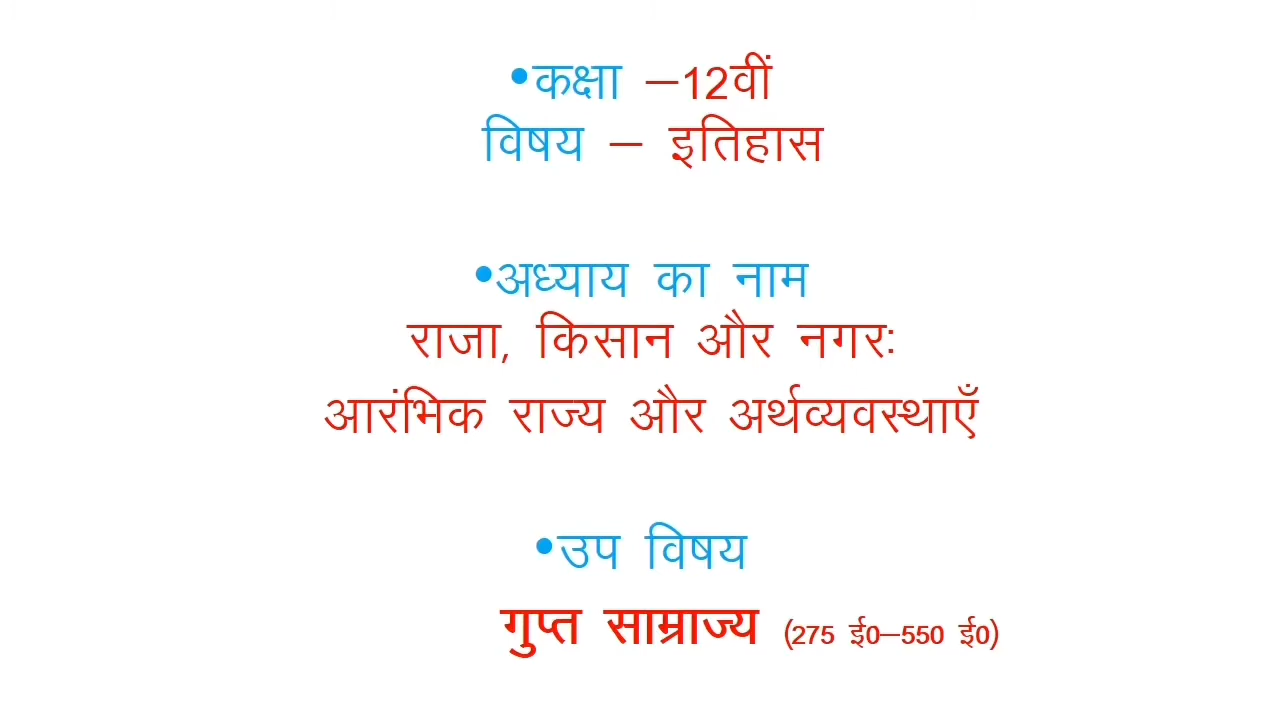 •कक्षा –12वीं
विषय – इतिहास
•अध्याय का नाम
राजा, किसान और नगरः
आरंभिक राज्य और अर्थव्यवस्थाएँ
•उप विषय
गुप्त साम्राज्य (275 ई0–550 ई0)